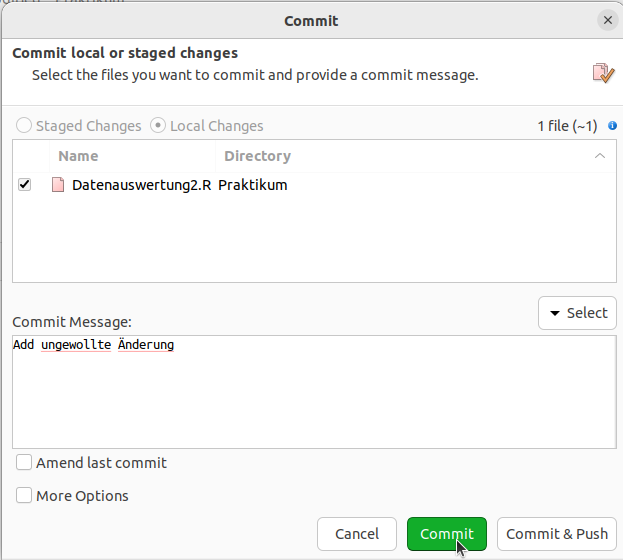 Commit
Commit local or staged changes
Select the files you want to commit and provide a commit message.
Staged Changes Local Changes 1 file (~1)
Name Directory
Datenauswertung2.R Praktikum
Select
Commit Message:
Add ungewollte Änderung
Amend last commit
More Options
Cancel Commit Commit & Push